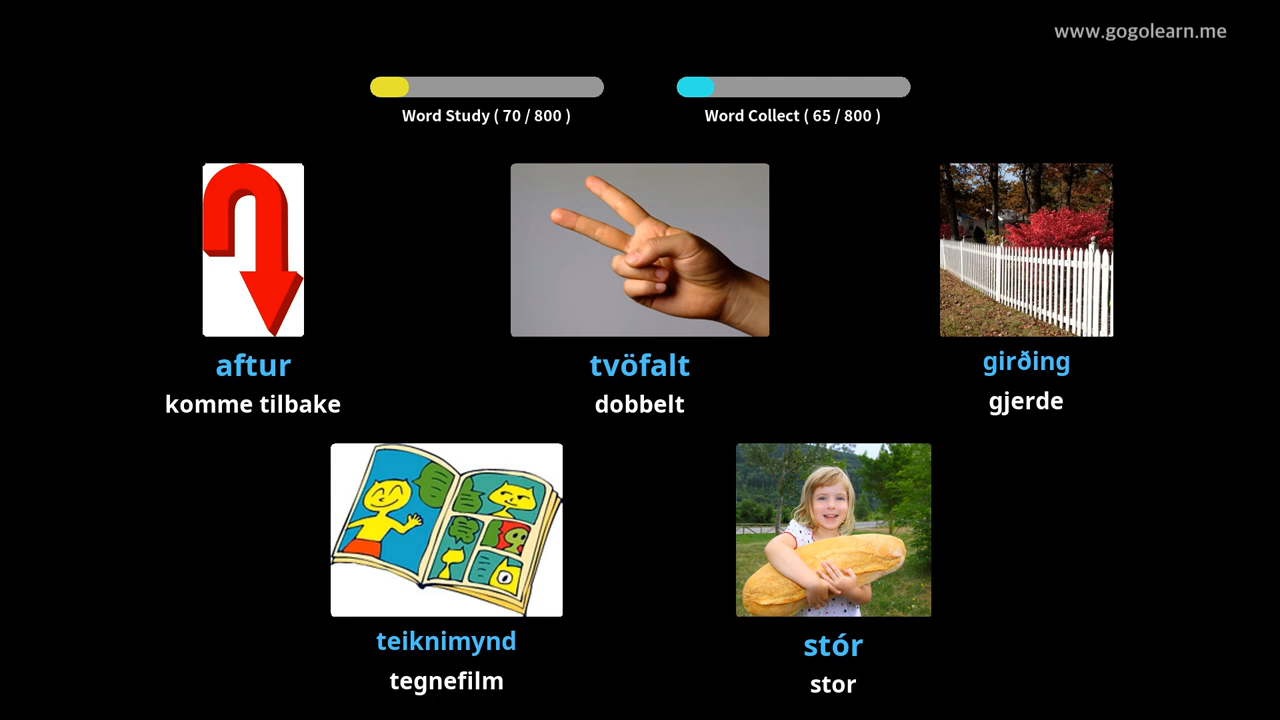 www.gogolearn.me
Word Study ( 70 / 800 )
Word Collect ( 65 / 800 )
aftur
komme tilbake
tvöfalt
dobbelt
girðing
gjerde
teiknimynd
tegnefilm
stór
stor